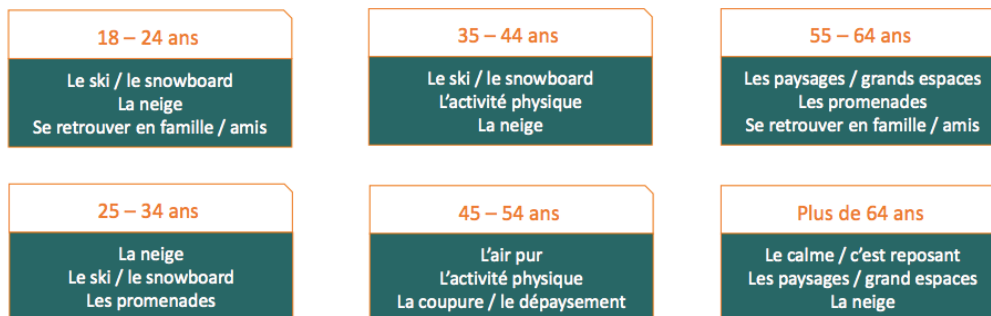 18 – 24 ans
Le ski / le snowboard
La neige
Se retrouver en famille / amis
35 – 44 ans
Le ski / le snowboard
L'activité physique
La neige
55 – 64 ans
Les paysages / grands espaces
Les promenades
Se retrouver en famille / amis
25 – 34 ans
La neige
Le ski / le snowboard
Les promenades
45 – 54 ans
L'air pur
L'activité physique
La coupure / le dépaysement
Plus de 64 ans
Le calme / c'est reposant
Les paysages / grand espaces
La neige